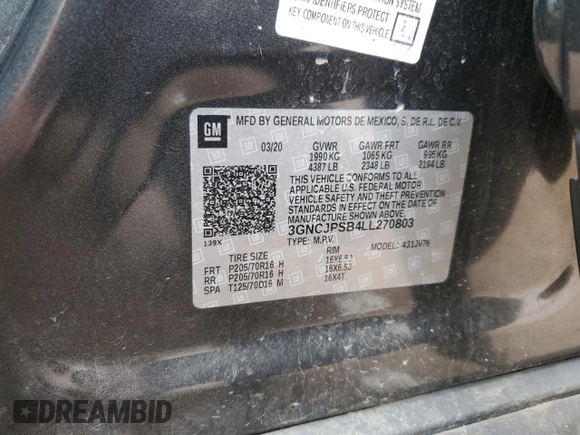 IDENTIFIERS PROTECT
KEY COMPONENT ON THIS VEHICLE
GM
MFD BY GENERAL MOTORS DE MEXICO, S. DE R.L. DE C.V.
03/20 GVWR GAWR FRT GAWR RR
1990 KG 1065 KG 995 KG
4387 LB 2348 LB 2194 LB
THIS VEHICLE CONFORMS TO ALL
APPLICABLE U.S. FEDERAL MOTOR
VEHICLE SAFETY AND THEFT PREVENTION
STANDARDS IN EFFECT ON THE DATE OF
MANUFACTURE SHOWN ABOVE.
3GNCJPSB4LL270803
TYPE: M.P.V. MODEL: 431JV76
139X
TIRE SIZE RIM
FRT P205/70R16 H 16X6.5J
RR P205/70R16 H 16X6.5J
SPA T125/70D16 M 16X4T
DREAMBID